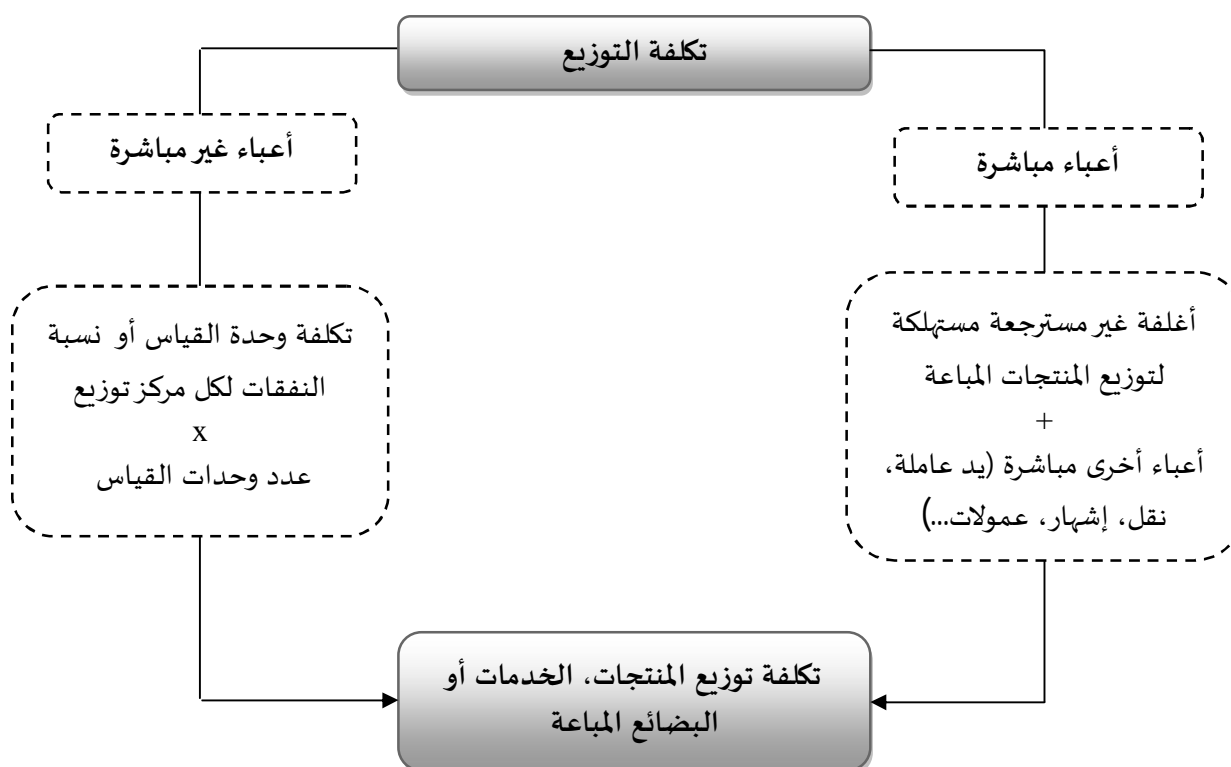 تكلفة التوزيع
أعباء مباشرة
أعباء غير مباشرة
أغلفة غير مسترجعة مستهلكة
لتوزيع المنتجات المباعة
+
أعباء أخرى مباشرة (يد عاملة،
نقل، إشهار، عمولات...)
تكلفة وحدة القياس أو نسبة
النفقات لكل مركز توزيع
x
عدد وحدات القياس
تكلفة توزيع المنتجات، الخدمات أو
البضائع المباعة